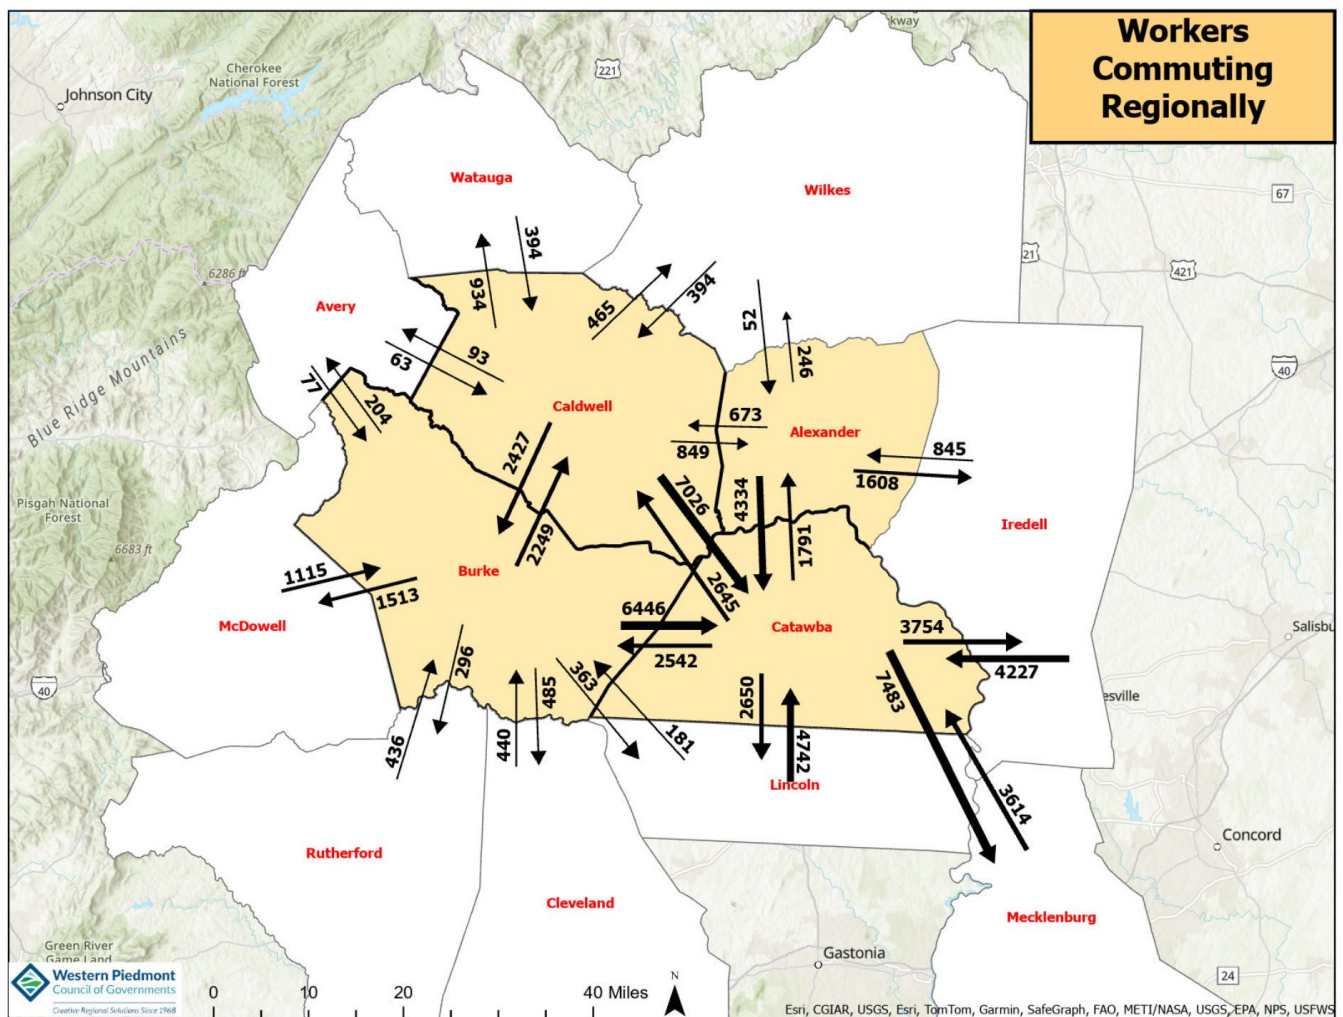 Workers
Commuting
Regionally
kway
Cherokee
National Forest
221
Johnson City
Watauga
Wilkes
67
394
21
421
6286 ft
934
394
Avery
465
52
246
93
63
Blue Ridge Mountains
40
77
204
Caldwell
673
Alexander
849
845
1608
2427
7026
4334
Pisgah National
Forest
6683 ft
2249
1791
Iredell
Burke
1115
1513
2645
6446
McDowell
Catawba
3754
Salisbu
2542
4227
296
363
485
2650
7483
40
esville
436
440
181
4742
Lincoln
3614
Concord
Rutherford
Cleveland
Mecklenburg
Green River
Game Land
Gastonia
24
Western Piedmont
Council of Governments
Creative Regional Solutions Since 1968
0 10 20 40 Miles
N
Esri, CGIAR, USGS, Esri, TomTom, Garmin, SafeGraph, FAO, METI/NASA, USGS, EPA, NPS, USFWS